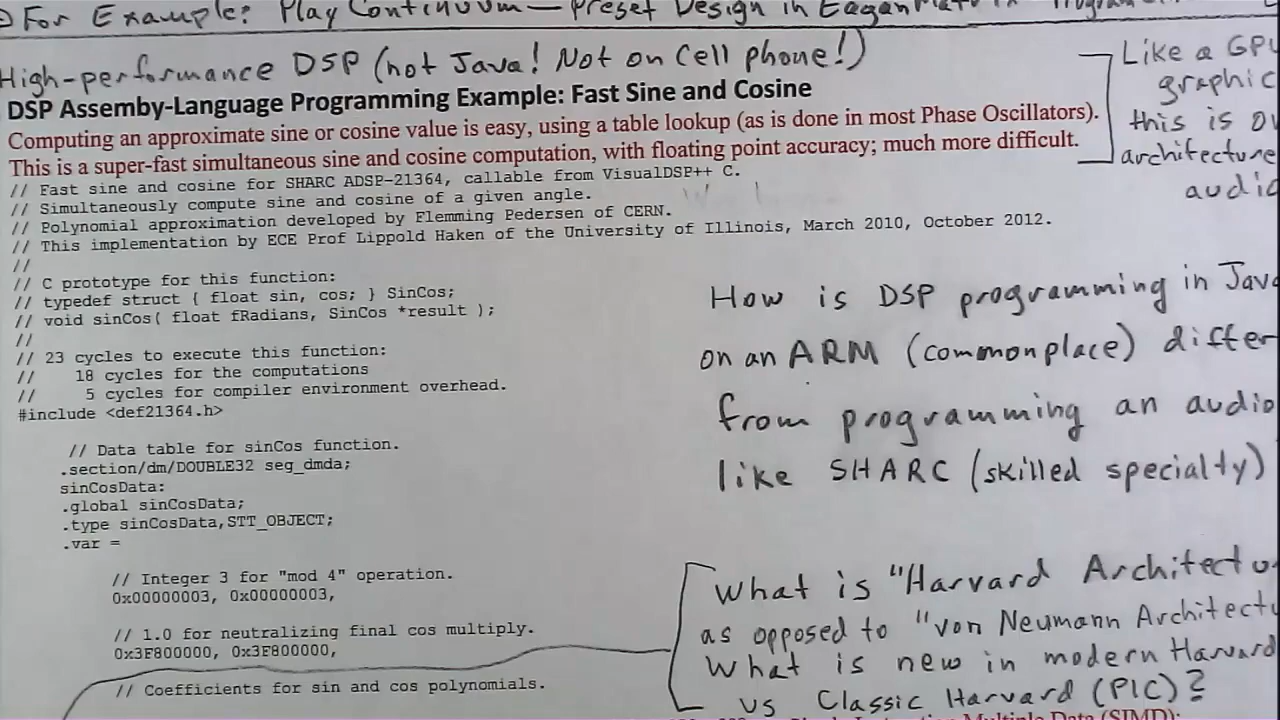 For Example: Play Continuum — Preset Design in EaganMatrix
High-performance DSP (not Java! Not on Cell phone!)
DSP Assemby-Language Programming Example: Fast Sine and Cosine
Computing an approximate sine or cosine value is easy, using a table lookup (as is done in most Phase Oscillators).
This is a super-fast simultaneous sine and cosine computation, with floating point accuracy; much more difficult.
Like a GPU
graphic
this is
architecture
audio
// Fast sine and cosine for SHARC ADSP-21364, callable from VisualDSP++ C.
// Simultaneously compute sine and cosine of a given angle.
// Polynomial approximation developed by Flemming Pedersen of CERN.
// This implementation by ECE Prof Lippold Haken of the University of Illinois, March 2010, October 2012.
//
// C prototype for this function:
// typedef struct { float sin, cos; } SinCos;
// void sinCos( float fRadians, SinCos *result );
//
// 23 cycles to execute this function:
// 18 cycles for the computations
// 5 cycles for compiler environment overhead.
#include <def21364.h>
How is DSP programming in Java
on an ARM (commonplace) differ
from programming an audio
like SHARC (skilled specialty)
// Data table for sinCos function.
.section/dm/DOUBLE32 seg_dmda;
sinCosData:
.global sinCosData;
.type sinCosData,STT_OBJECT;
.var =
// Integer 3 for "mod 4" operation.
0x00000003, 0x00000003,
// 1.0 for neutralizing final cos multiply.
0x3F800000, 0x3F800000,
// Coefficients for sin and cos polynomials.
What is "Harvard Architectu
as opposed to "von Neumann Architectu
What is new in modern Harvard
vs Classic Harvard (PIC)?
Multiple Data (SIMD):